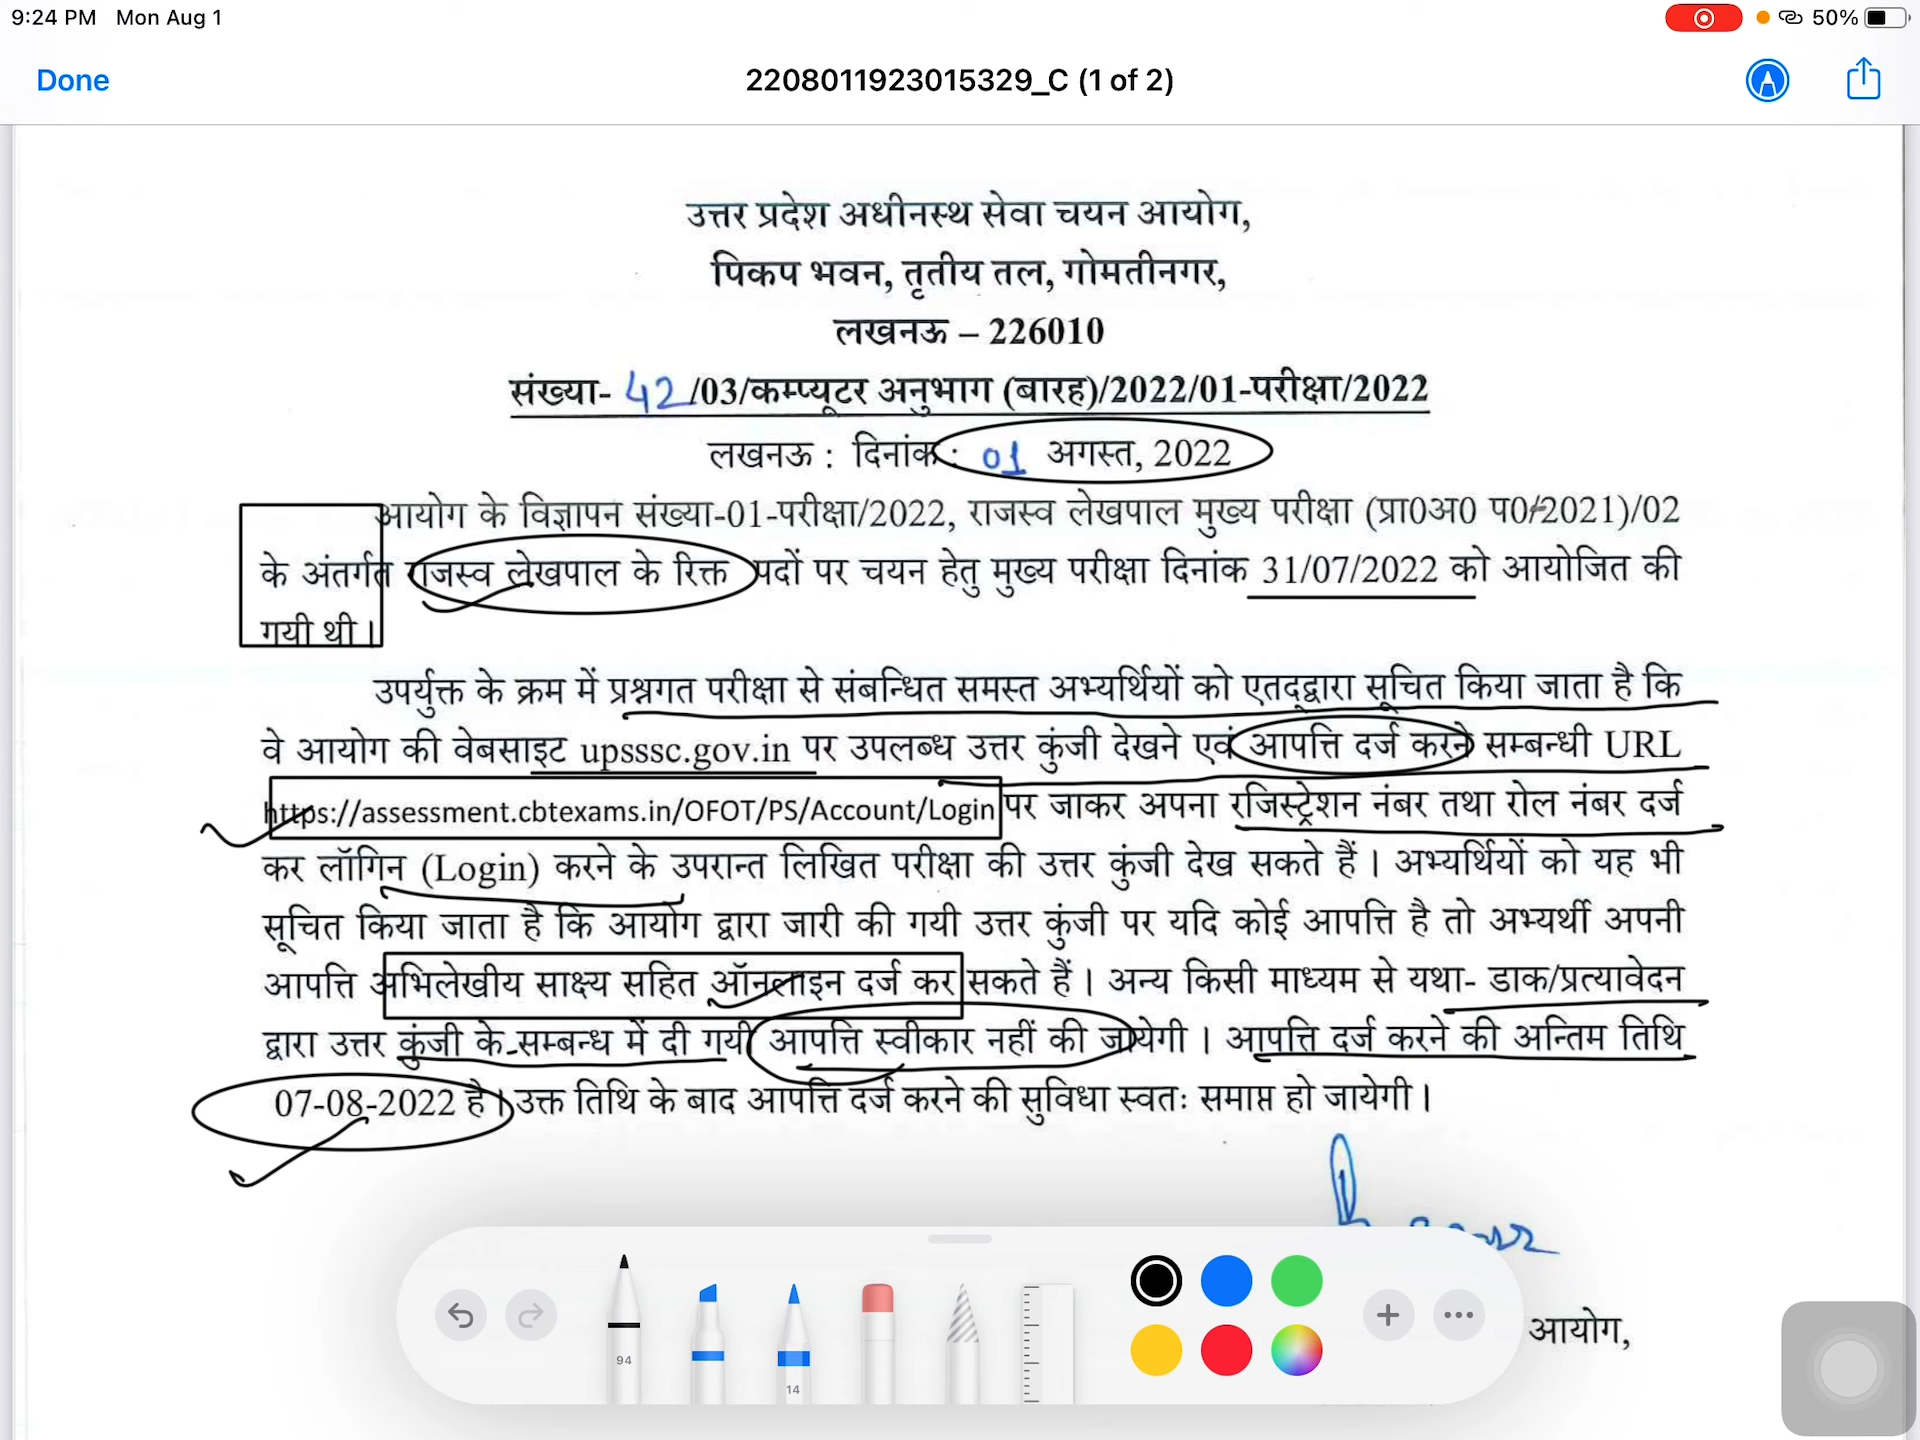 9:24 PM Mon Aug 1
50%
Done
2208011923015329_C (1 of 2)
उत्तर प्रदेश अधीनस्थ सेवा चयन आयोग,
पिकप भवन, तृतीय तल, गोमतीनगर,
लखनऊ – 226010
संख्या- 42/03/कम्प्यूटर अनुभाग (बारह)/2022/01-परीक्षा/2022
लखनऊ : दिनांक : 01 अगस्त, 2022
आयोग के विज्ञापन संख्या-01-परीक्षा/2022, राजस्व लेखपाल मुख्य परीक्षा (प्रा0अ0 प0-2021)/02
के अंतर्गत राजस्व लेखपाल के रिक्त पदों पर चयन हेतु मुख्य परीक्षा दिनांक 31/07/2022 को आयोजित की
गयी थी।
उपर्युक्त के क्रम में प्रश्नगत परीक्षा से संबन्धित समस्त अभ्यर्थियों को एतद्द्वारा सूचित किया जाता है कि
वे आयोग की वेबसाइट upsssc.gov.in पर उपलब्ध उत्तर कुंजी देखने एवं आपत्ति दर्ज करने सम्बन्धी URL
https://assessment.cbtexams.in/OFOT/PS/Account/Login पर जाकर अपना रजिस्ट्रेशन नंबर तथा रोल नंबर दर्ज
कर लॉगिन (Login) करने के उपरान्त लिखित परीक्षा की उत्तर कुंजी देख सकते हैं। अभ्यर्थियों को यह भी
सूचित किया जाता है कि आयोग द्वारा जारी की गयी उत्तर कुंजी पर यदि कोई आपत्ति है तो अभ्यर्थी अपनी
आपत्ति अभिलेखीय साक्ष्य सहित ऑनलाइन दर्ज कर सकते हैं। अन्य किसी माध्यम से यथा- डाक/प्रत्यावेदन
द्वारा उत्तर कुंजी के सम्बन्ध में दी गयी आपत्ति स्वीकार नहीं की जायेगी। आपत्ति दर्ज करने की अन्तिम तिथि
07-08-2022 है। उक्त तिथि के बाद आपत्ति दर्ज करने की सुविधा स्वतः समाप्त हो जायेगी।
94
14
आयोग,